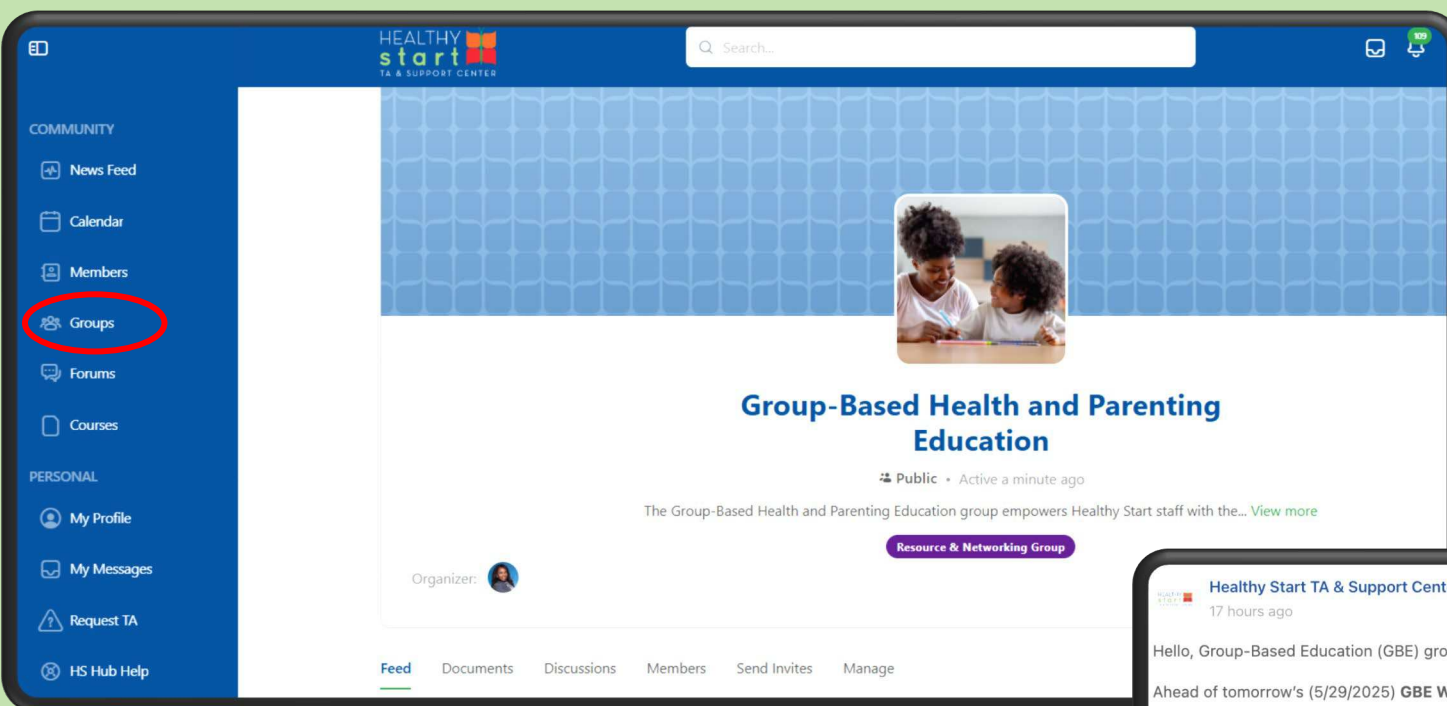 HEALTHY
start
TA & SUPPORT CENTER
Search...
109
COMMUNITY
News Feed
Calendar
Members
Groups
Forums
Courses
PERSONAL
My Profile
My Messages
Request TA
HS Hub Help
Group-Based Health and Parenting
Education
Public • Active a minute ago
The Group-Based Health and Parenting Education group empowers Healthy Start staff with the... View more
Resource & Networking Group
Organizer:
Feed Documents Discussions Members Send Invites Manage
Healthy Start TA & Support Cent
17 hours ago
Hello, Group-Based Education (GBE) gro
Ahead of tomorrow's (5/29/2025) GBE W